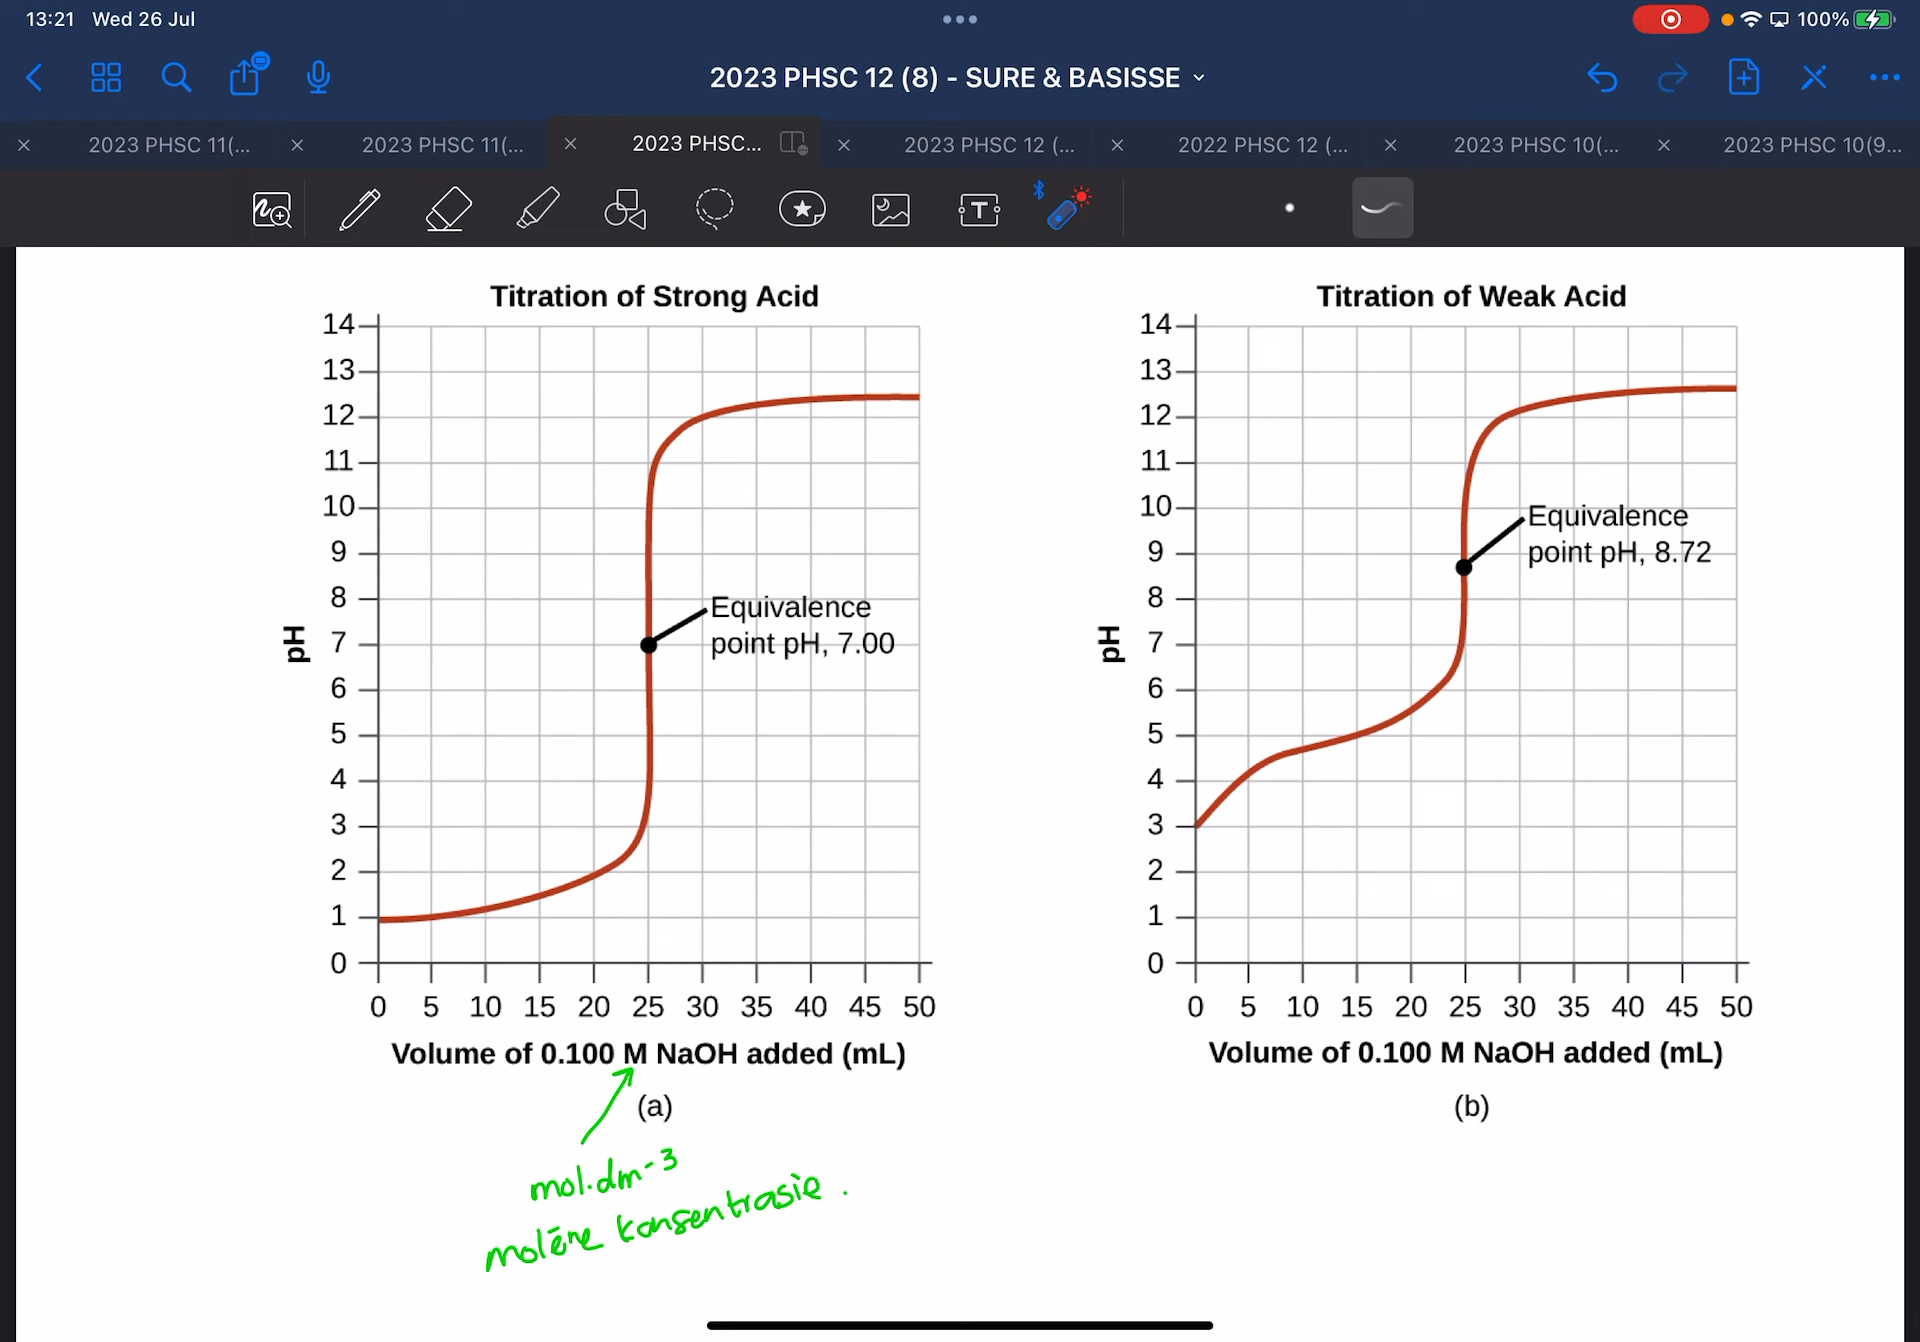 13:21 Wed 26 Jul
100%
2023 PHSC 12 (8) - SURE & BASISSE
2023 PHSC 11(...
2023 PHSC 11(...
2023 PHSC...
2023 PHSC 12 (...
2022 PHSC 12 (...
2023 PHSC 10(...
2023 PHSC 10(9...
T
Titration of Strong Acid
14
13
12
11
10
9
8
7
6
5
4
3
2
1
0
pH
Equivalence
point pH, 7.00
0 5 10 15 20 25 30 35 40 45 50
Volume of 0.100 M NaOH added (mL)
(a)
mol.dm-3
molêre konsentrasie.
Titration of Weak Acid
14
13
12
11
10
9
8
7
6
5
4
3
2
1
0
pH
Equivalence
point pH, 8.72
0 5 10 15 20 25 30 35 40 45 50
Volume of 0.100 M NaOH added (mL)
(b)